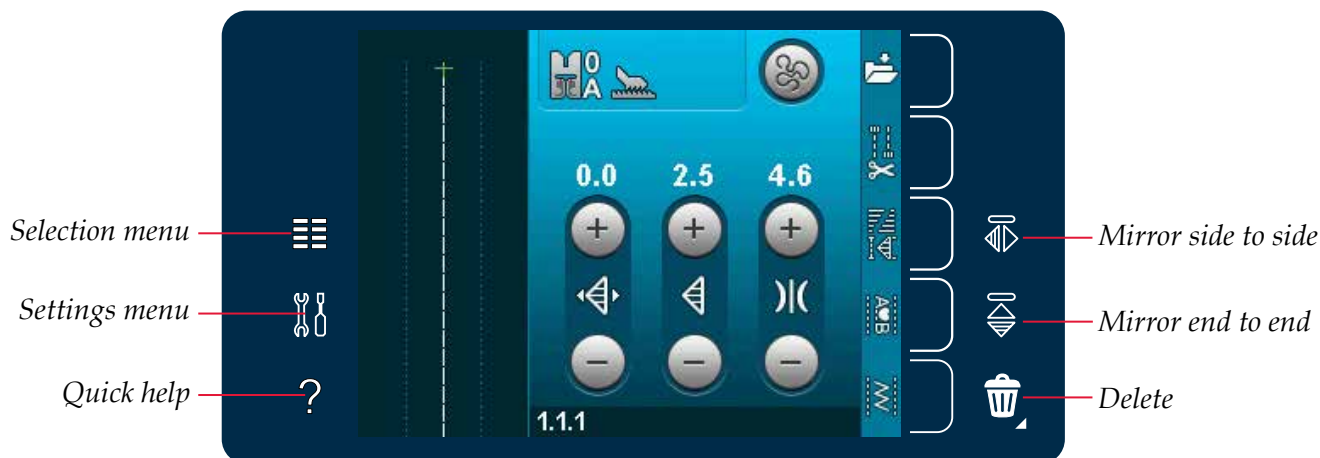 0
A
0.0 2.5 4.6
A B
1.1.1
?
Selection menu
Settings menu
Quick help
Mirror side to side
Mirror end to end
Delete